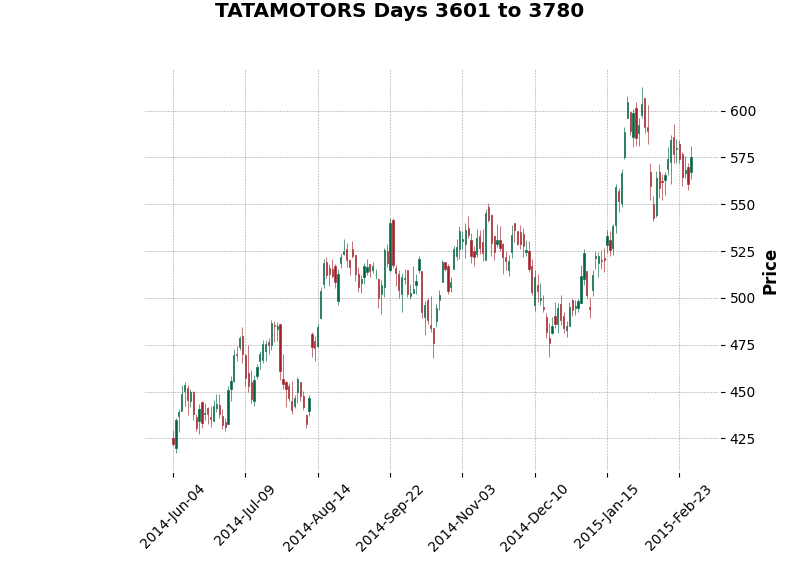 TATAMOTORS Days 3601 to 3780
600
575
550
525
500
475
450
425
Price
2014-Jun-04
2014-Jul-09
2014-Aug-14
2014-Sep-22
2014-Nov-03
2014-Dec-10
2015-Jan-15
2015-Feb-23